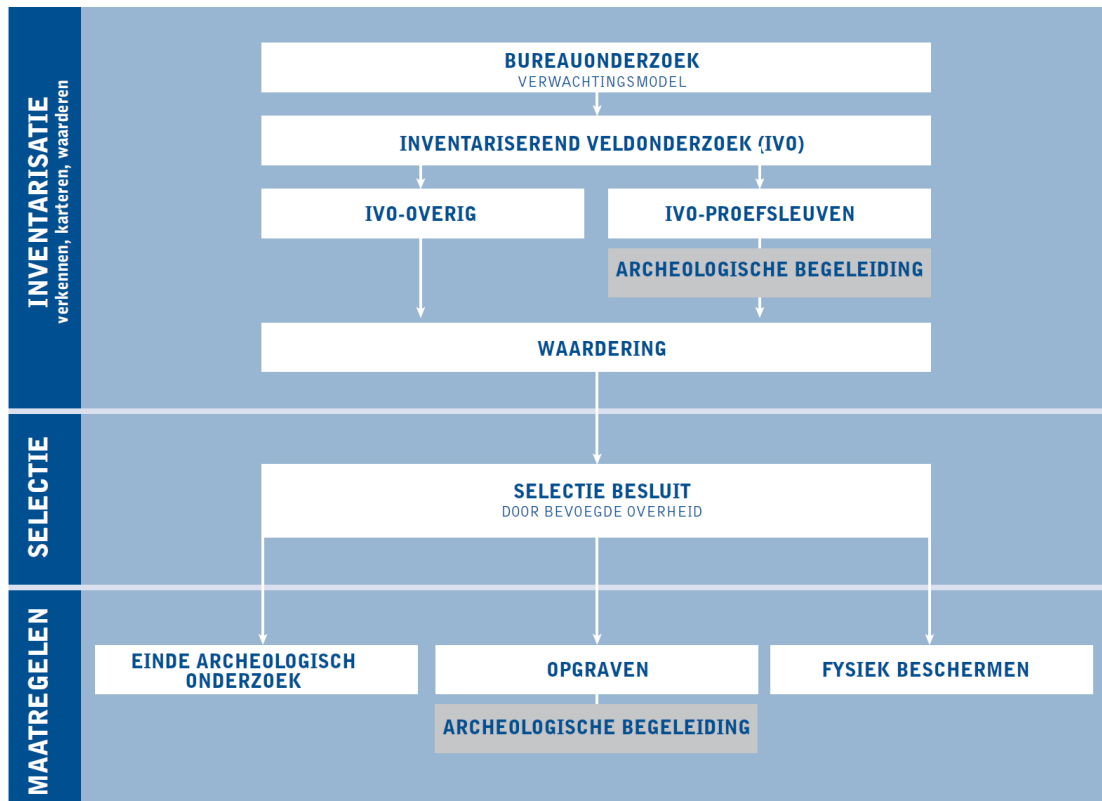 INVENTARISATIE
verkennen, karteren, waarderen
BUREAUONDERZOEK
VERWACHTINGSMODEL
INVENTARISEREND VELDONDERZOEK (IVO)
IVO-OVERIG
IVO-PROEFSLEUVEN
ARCHEOLOGISCHE BEGELEIDING
WAARDERING
SELECTIE
SELECTIE BESLUIT
DOOR BEVOEGDE OVERHEID
MAATREGELEN
EINDE ARCHEOLOGISCH
ONDERZOEK
OPGRAVEN
FYSIEK BESCHERMEN
ARCHEOLOGISCHE BEGELEIDING